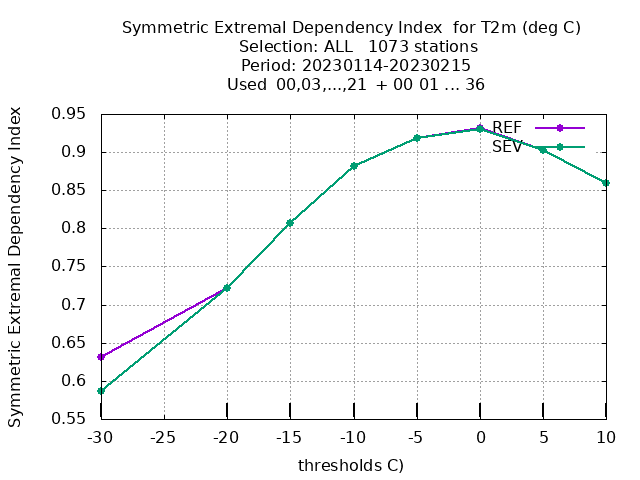 Symmetric Extremal Dependency Index  for T2m (deg C)
Selection: ALL   1073 stations
Period: 20230114-20230215
Used  00,03,...,21  + 00 01 ... 36
Symmetric Extremal Dependency Index
0.95
0.9
0.85
0.8
0.75
0.7
0.65
0.6
0.55
REF
SEV
-30 -25 -20 -15 -10 -5 0 5 10
thresholds C)